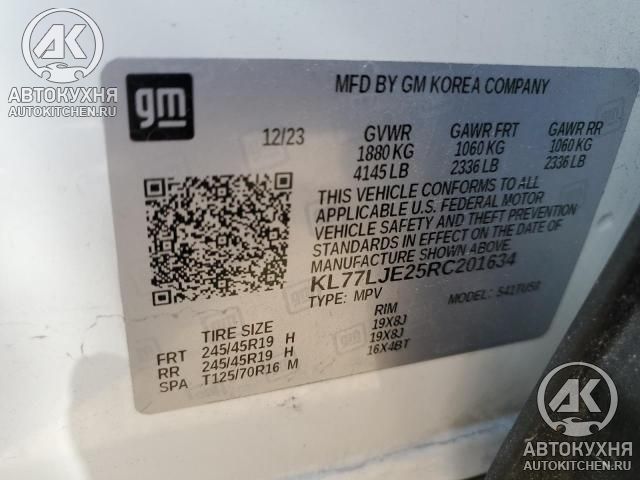 АК
АВТОКУХНЯ
AUTOKITCHEN.RU
gm
MFD BY GM KOREA COMPANY
12/23 GVWR GAWR FRT GAWR RR
1880 KG 1060 KG 1060 KG
4145 LB 2336 LB 2336 LB
THIS VEHICLE CONFORMS TO ALL
APPLICABLE U.S. FEDERAL MOTOR
VEHICLE SAFETY AND THEFT PREVENTION
STANDARDS IN EFFECT ON THE DATE OF
MANUFACTURE SHOWN ABOVE.
KL77LJE25RC201634
TYPE: MPV MODEL: 541TU58
TIRE SIZE RIM
FRT 245/45R19 H 19X8J
RR 245/45R19 H 19X8J
SPA T125/70R16 M 16X4BT
АК
АВТОКУХНЯ
AUTOKITCHEN.RU